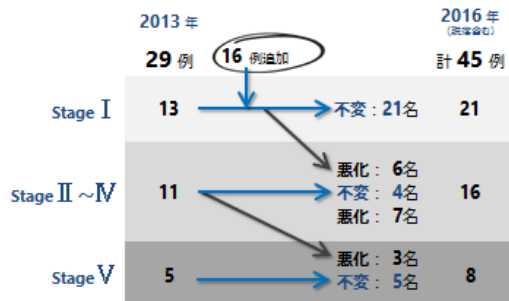 2013 年
2016 年
(脱落含む)
29 例
16 例追加
計 45 例
Stage Ⅰ
13
不変：21名
21
Stage Ⅱ～Ⅳ
11
悪化： 6名
不変： 4名
悪化： 7名
16
Stage Ⅴ
5
悪化： 3名
不変： 5名
8